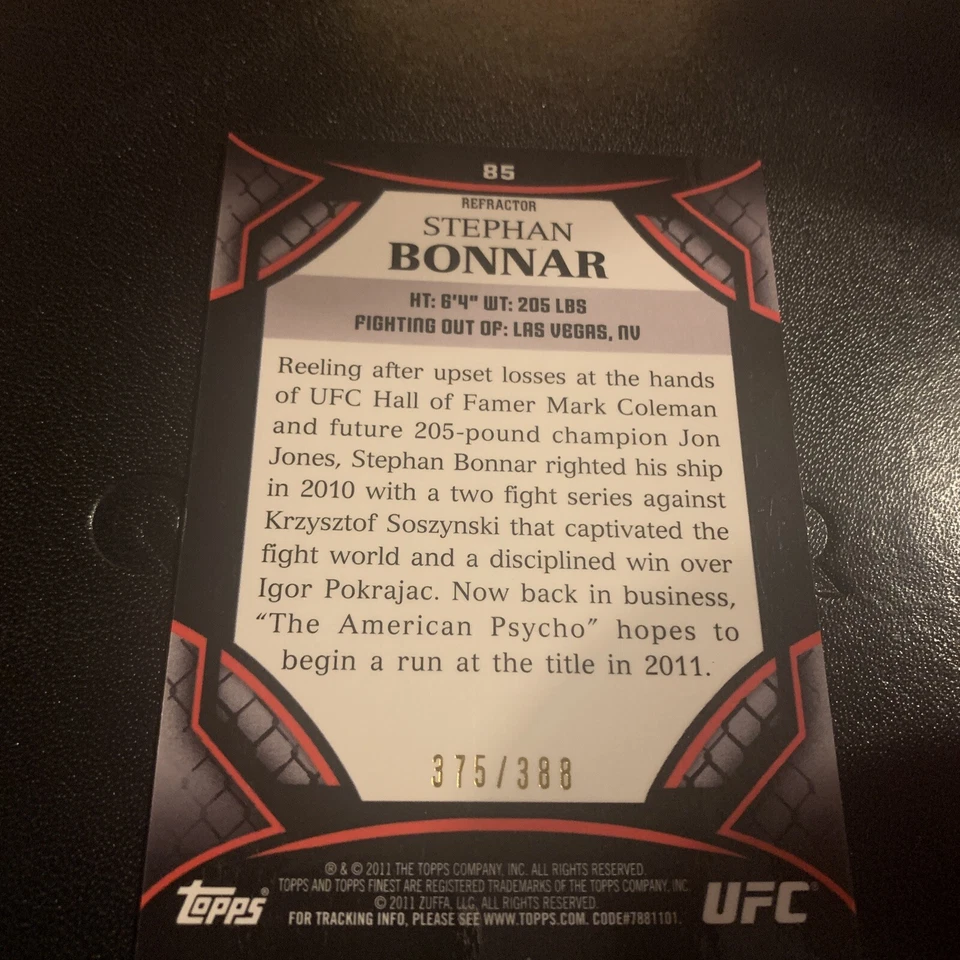 85
REFRACTOR
STEPHAN
BONNAR
HT: 6'4" WT: 205 LBS
FIGHTING OUT OF: LAS VEGAS, NV
Reeling after upset losses at the hands
of UFC Hall of Famer Mark Coleman
and future 205-pound champion Jon
Jones, Stephan Bonnar righted his ship
in 2010 with a two fight series against
Krzysztof Soszynski that captivated the
fight world and a disciplined win over
Igor Pokrajac. Now back in business,
“The American Psycho” hopes to
begin a run at the title in 2011.
375/388
® & © 2011 THE TOPPS COMPANY, INC. ALL RIGHTS RESERVED.
TOPPS AND TOPPS FINEST ARE REGISTERED TRADEMARKS OF THE TOPPS COMPANY, INC.
© 2011 ZUFFA, LLC, ALL RIGHTS RESERVED.
FOR TRACKING INFO, PLEASE SEE WWW.TOPPS.COM. CODE#7881101.
Topps®
UFC®